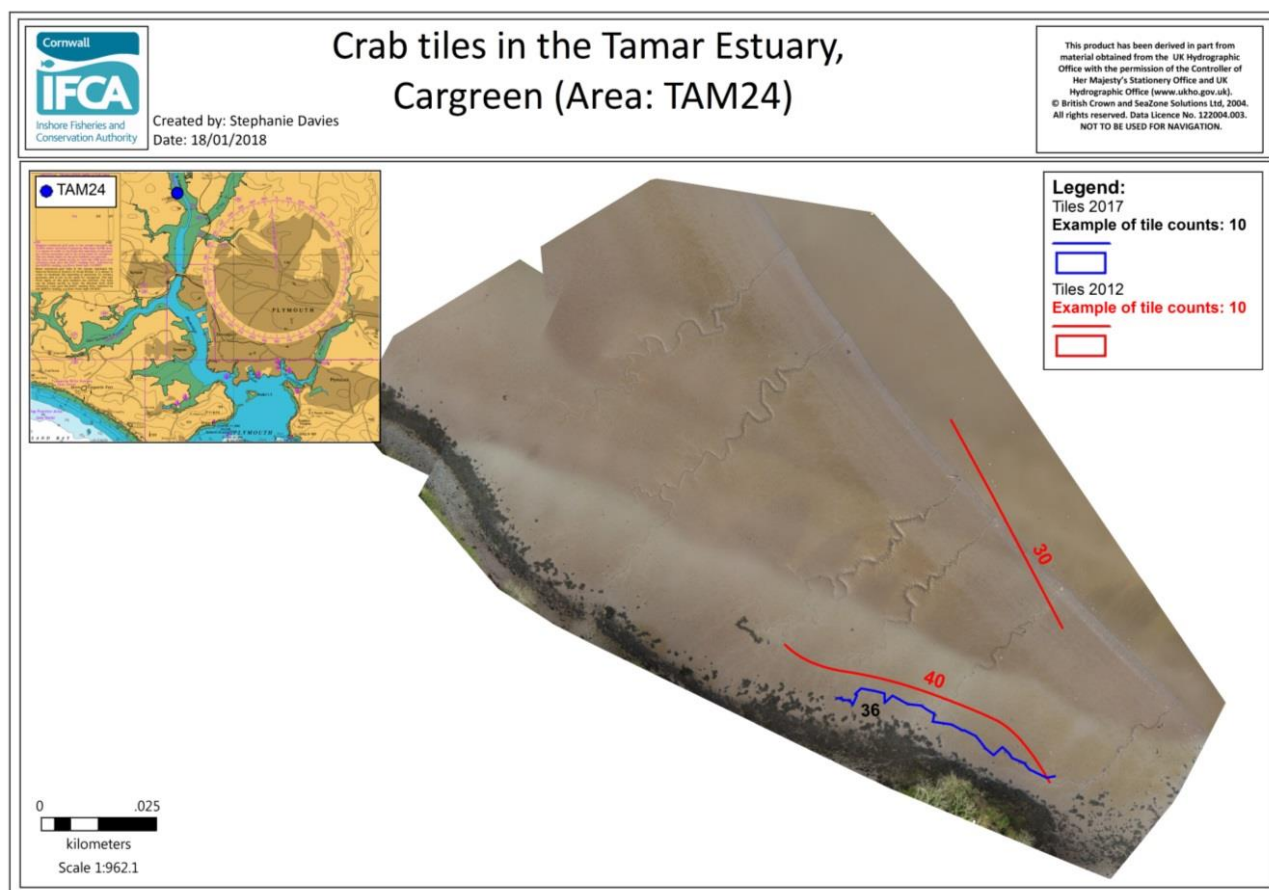 Cornwall
IFCA
Inshore Fisheries and
Conservation Authority
Created by: Stephanie Davies
Date: 18/01/2018
Crab tiles in the Tamar Estuary,
Cargreen (Area: TAM24)
This product has been derived in part from
material obtained from the UK Hydrographic
Office with the permission of the Controller of
Her Majesty's Stationery Office and UK
Hydrographic Office (www.ukho.gov.uk).
© British Crown and SeaZone Solutions Ltd, 2004.
All rights reserved. Data Licence No. 122004.003.
NOT TO BE USED FOR NAVIGATION.
TAM24
PLYMOUTH
PLYMOUTH
Legend:
Tiles 2017
Example of tile counts: 10
Tiles 2012
Example of tile counts: 10
30
40
36
0 .025
kilometers
Scale 1:962.1